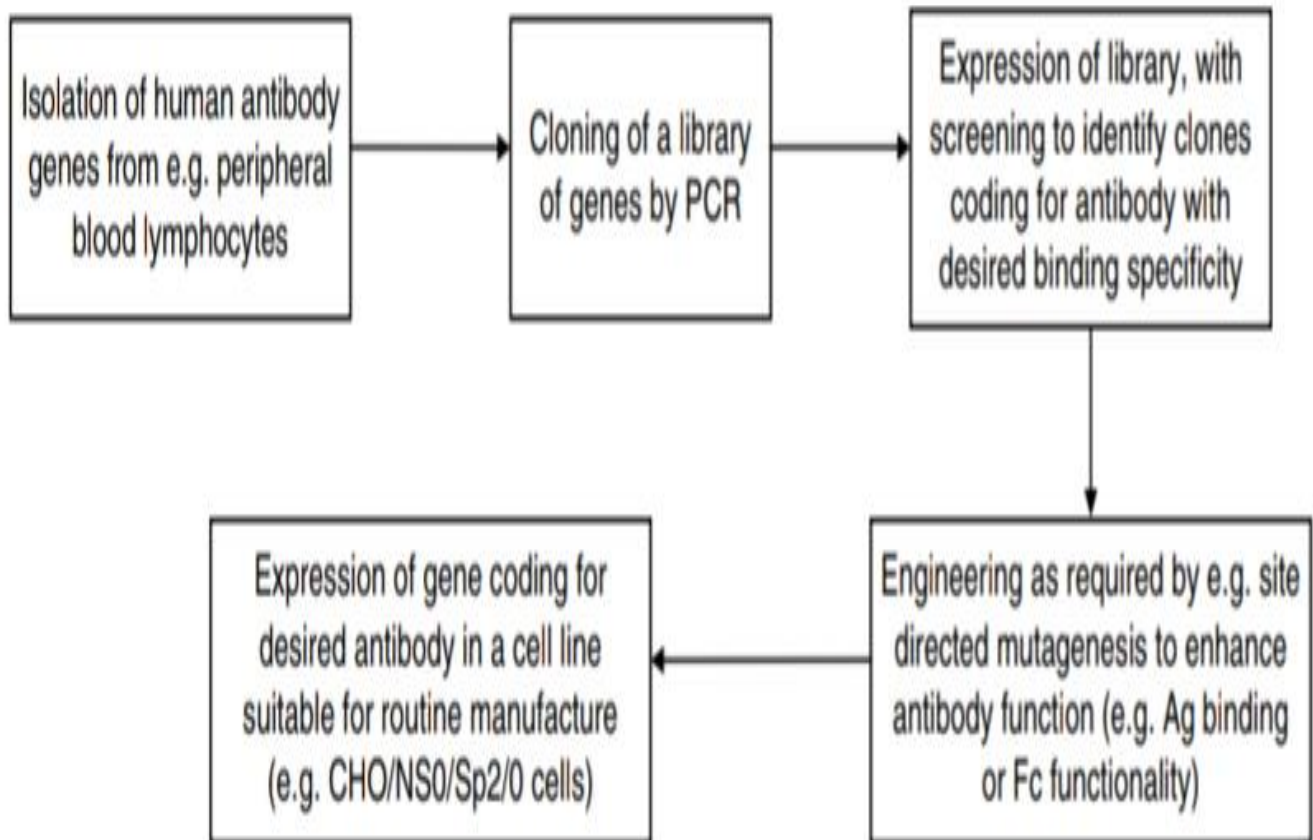 Isolation of human antibody
genes from e.g. peripheral
blood lymphocytes
Cloning of a library
of genes by PCR
Expression of library, with
screening to identify clones
coding for antibody with
desired binding specificity
Engineering as required by e.g. site
directed mutagenesis to enhance
antibody function (e.g. Ag binding
or Fc functionality)
Expression of gene coding for
desired antibody in a cell line
suitable for routine manufacture
(e.g. CHO/NS0/Sp2/0 cells)